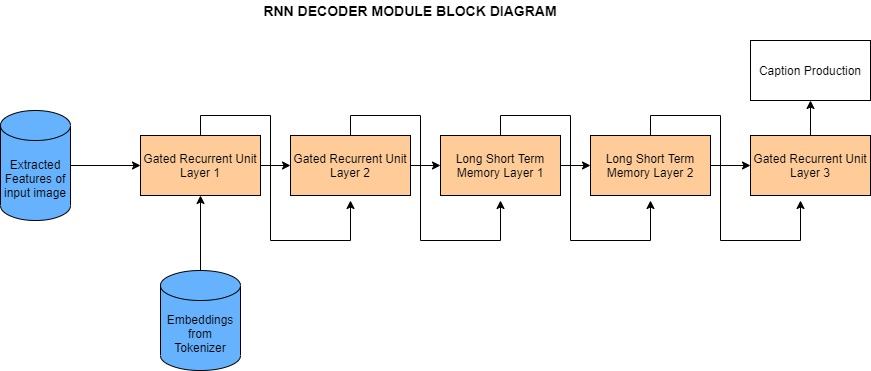 RNN DECODER MODULE BLOCK DIAGRAM
Caption Production
Extracted
Features of
input image
Gated Recurrent Unit
Layer 1
Gated Recurrent Unit
Layer 2
Long Short Term
Memory Layer 1
Long Short Term
Memory Layer 2
Gated Recurrent Unit
Layer 3
Embeddings
from
Tokenizer